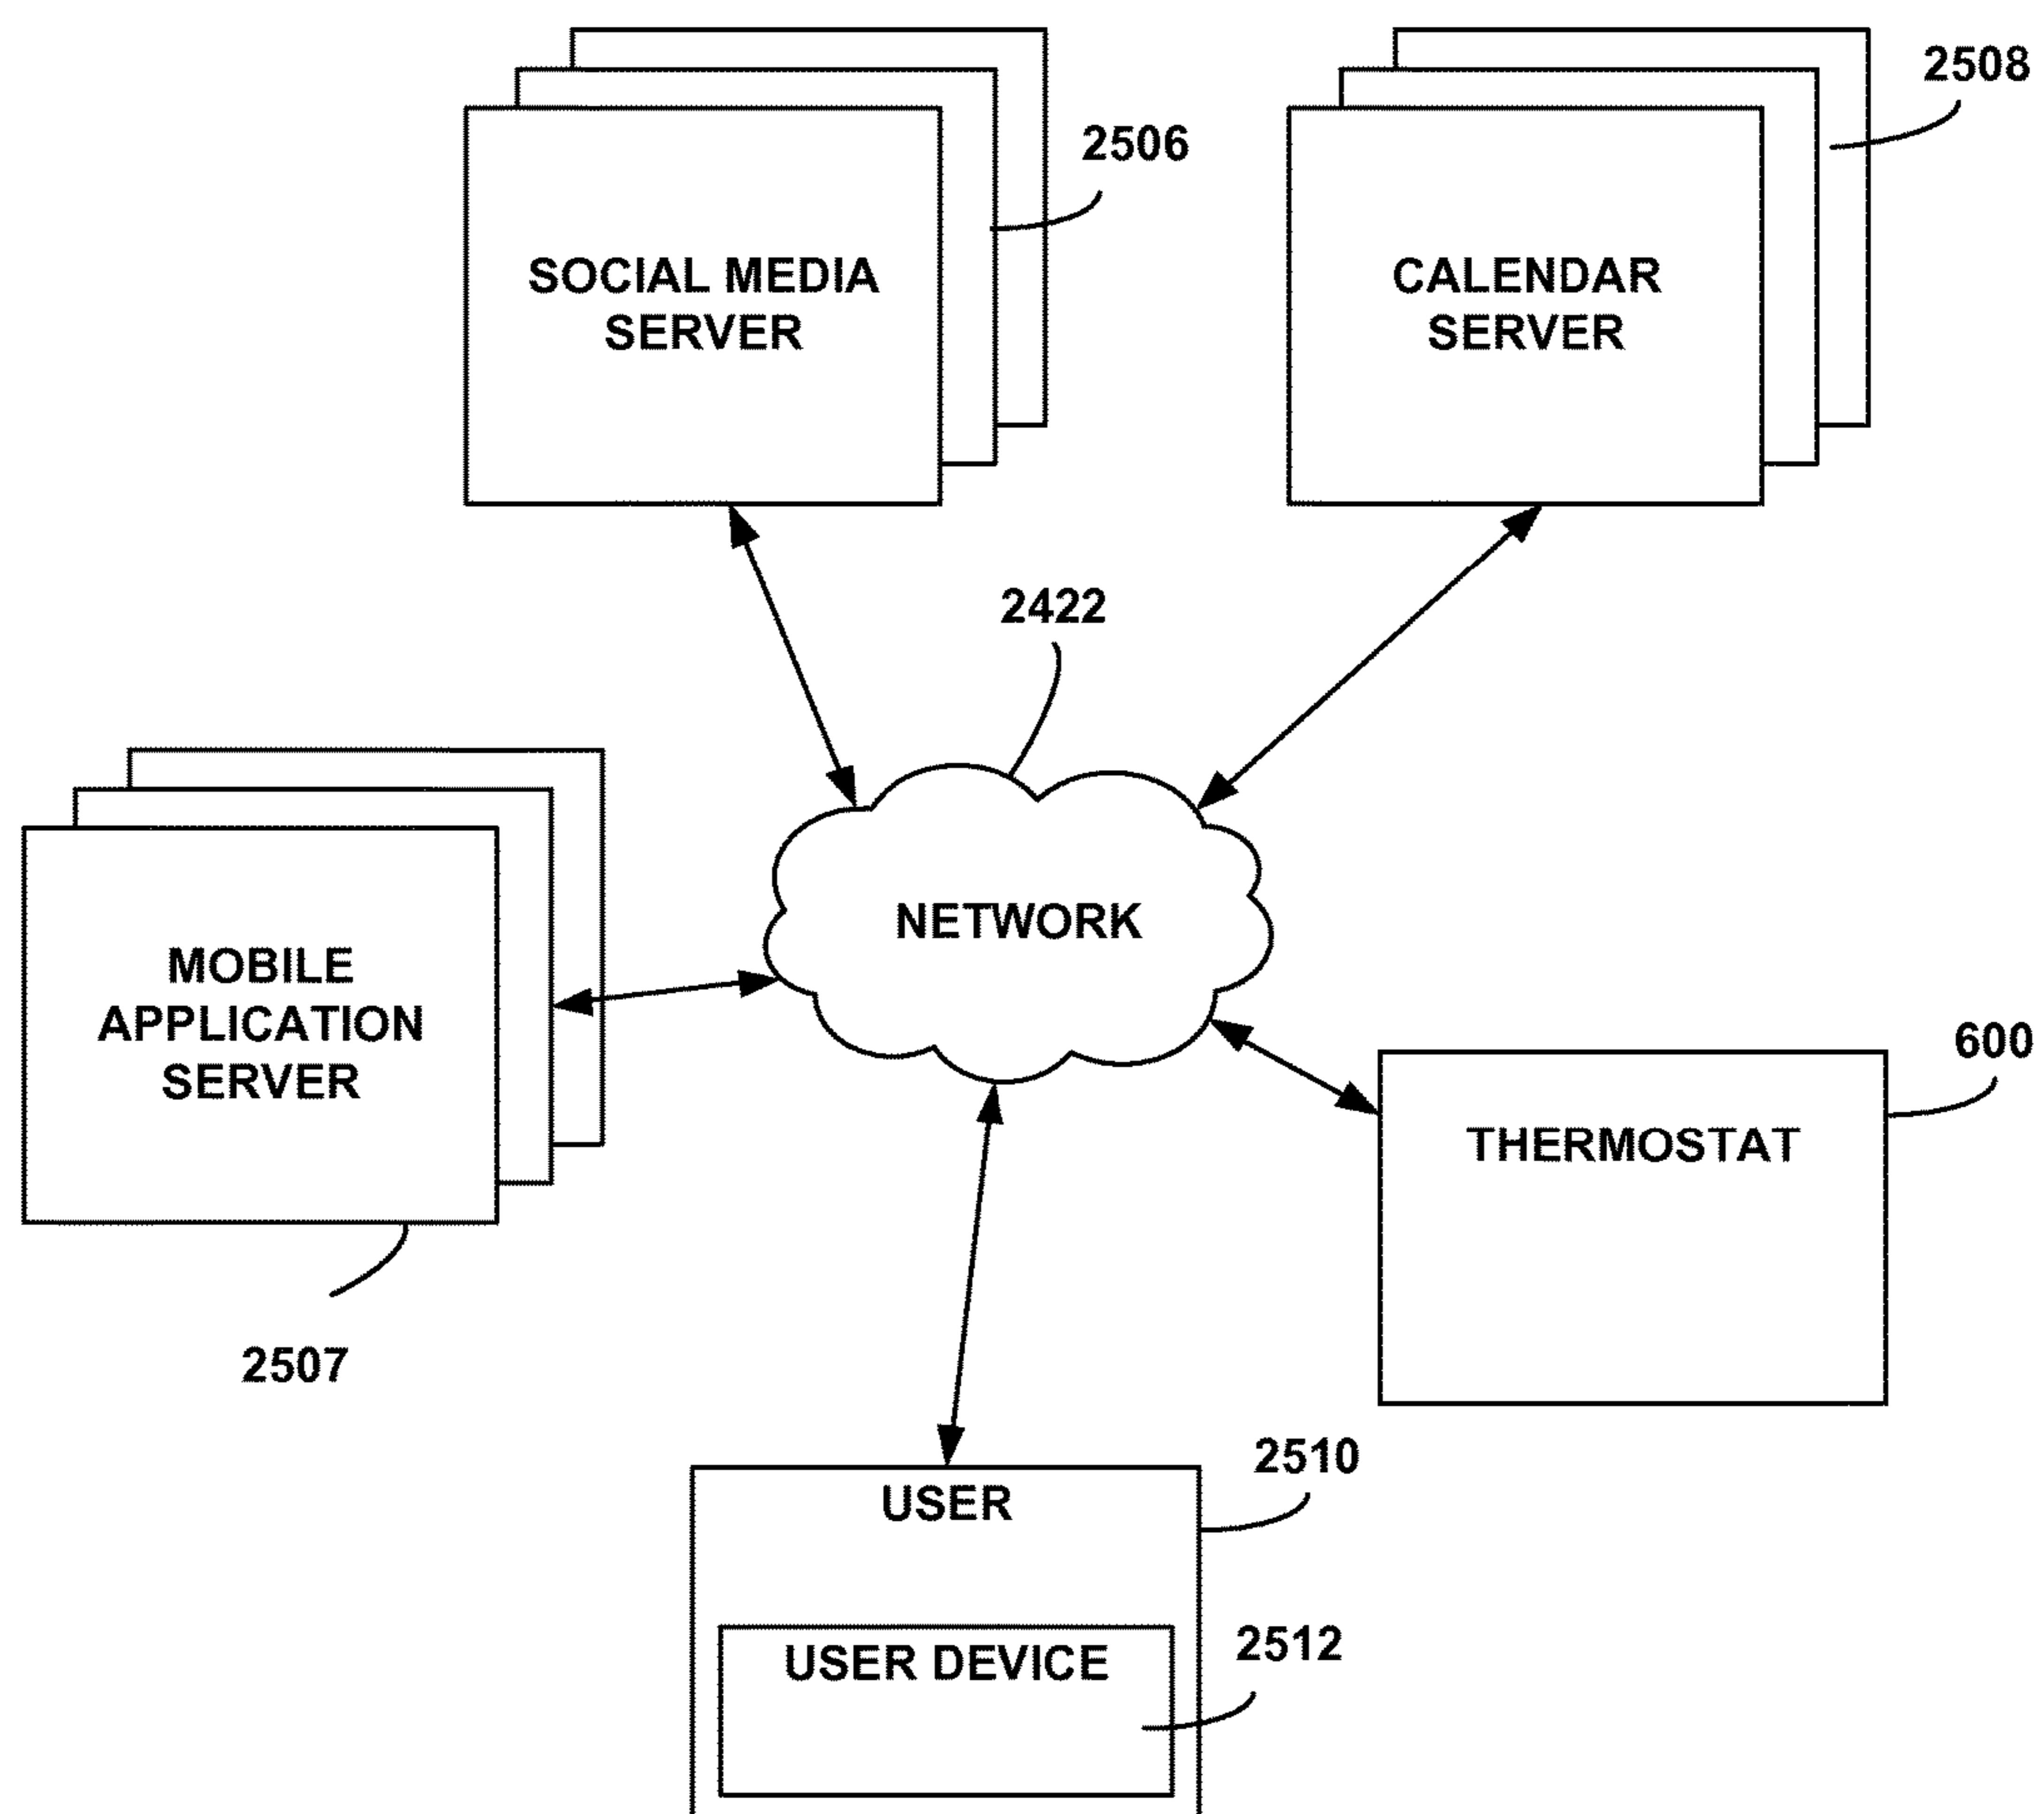 2508
2506
SOCIAL MEDIA
SERVER
CALENDAR
SERVER
2422
NETWORK
MOBILE
APPLICATION
SERVER
2507
600
THERMOSTAT
2510
USER
2512
USER DEVICE